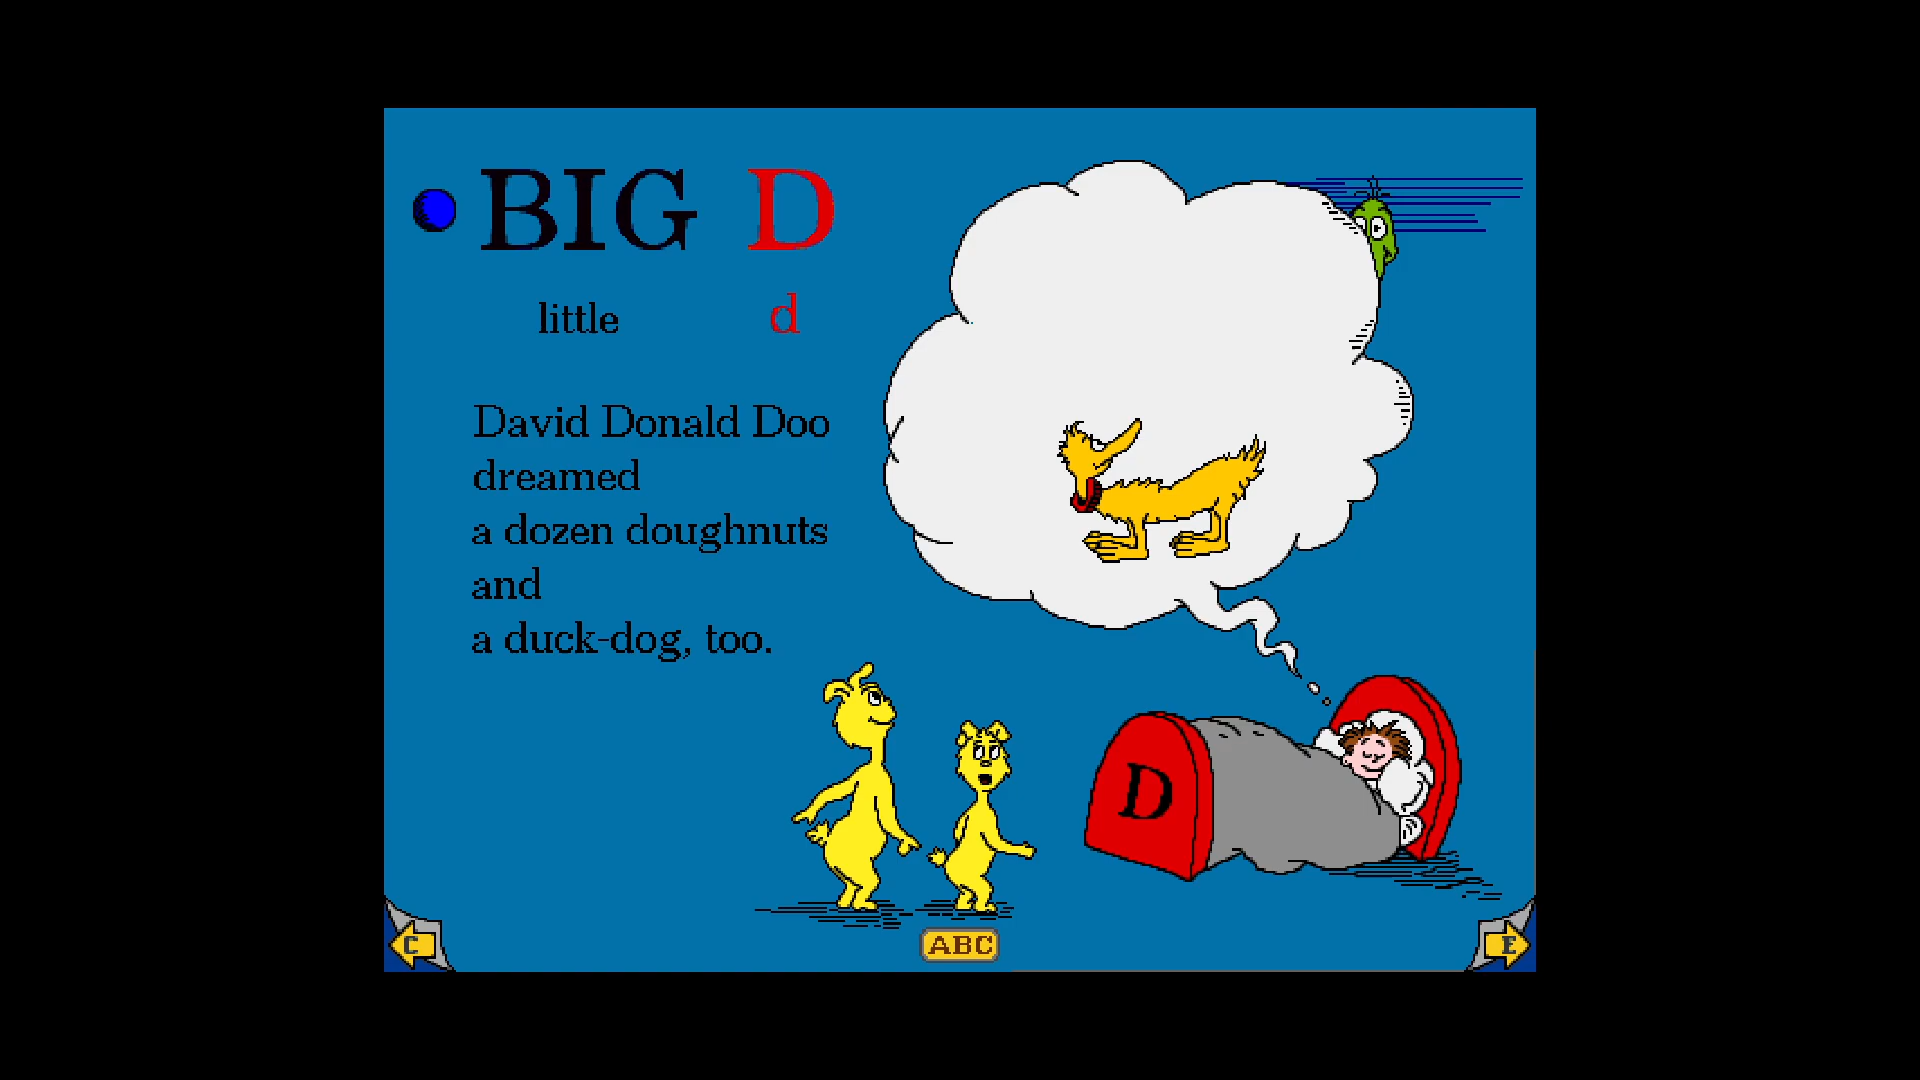 BIG D
little d
David Donald Doo
dreamed
a dozen doughnuts
and
a duck-dog, too.
D
C
ABC
E